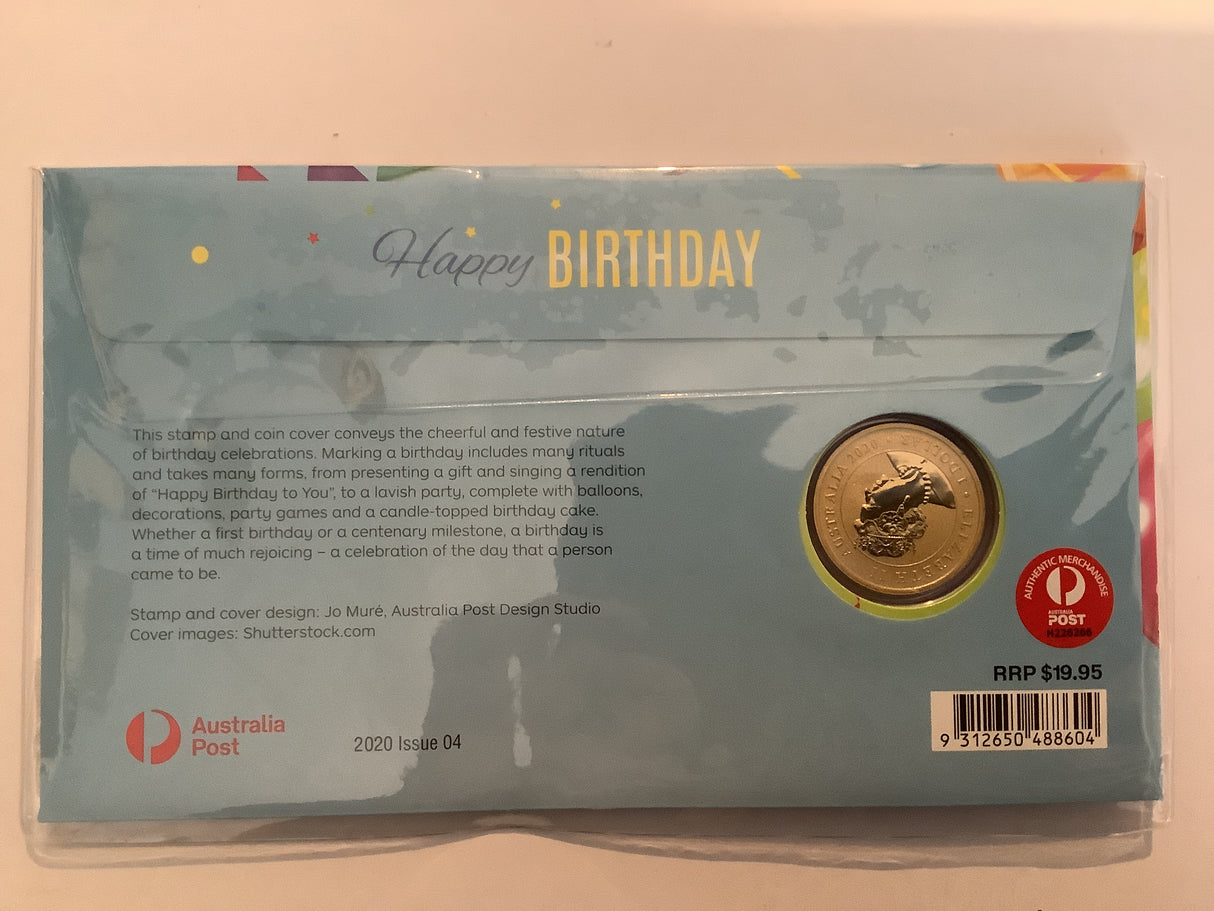 Happy BIRTHDAY
This stamp and coin cover conveys the cheerful and festive nature
of birthday celebrations. Marking a birthday includes many rituals
and takes many forms, from presenting a gift and singing a rendition
of “Happy Birthday to You”, to a lavish party, complete with balloons,
decorations, party games and a candle-topped birthday cake.
Whether a first birthday or a centenary milestone, a birthday is
a time of much rejoicing – a celebration of the day that a person
came to be.
Stamp and cover design: Jo Muré, Australia Post Design Studio
Cover images: Shutterstock.com
Australia
Post
2020 Issue 04
ELIZABETH II AUSTRALIA 2020 • 1 DOLLAR •
AUTHENTIC MERCHANDISE
AUSTRALIA
POST
RRP $19.95
9 312650 488604